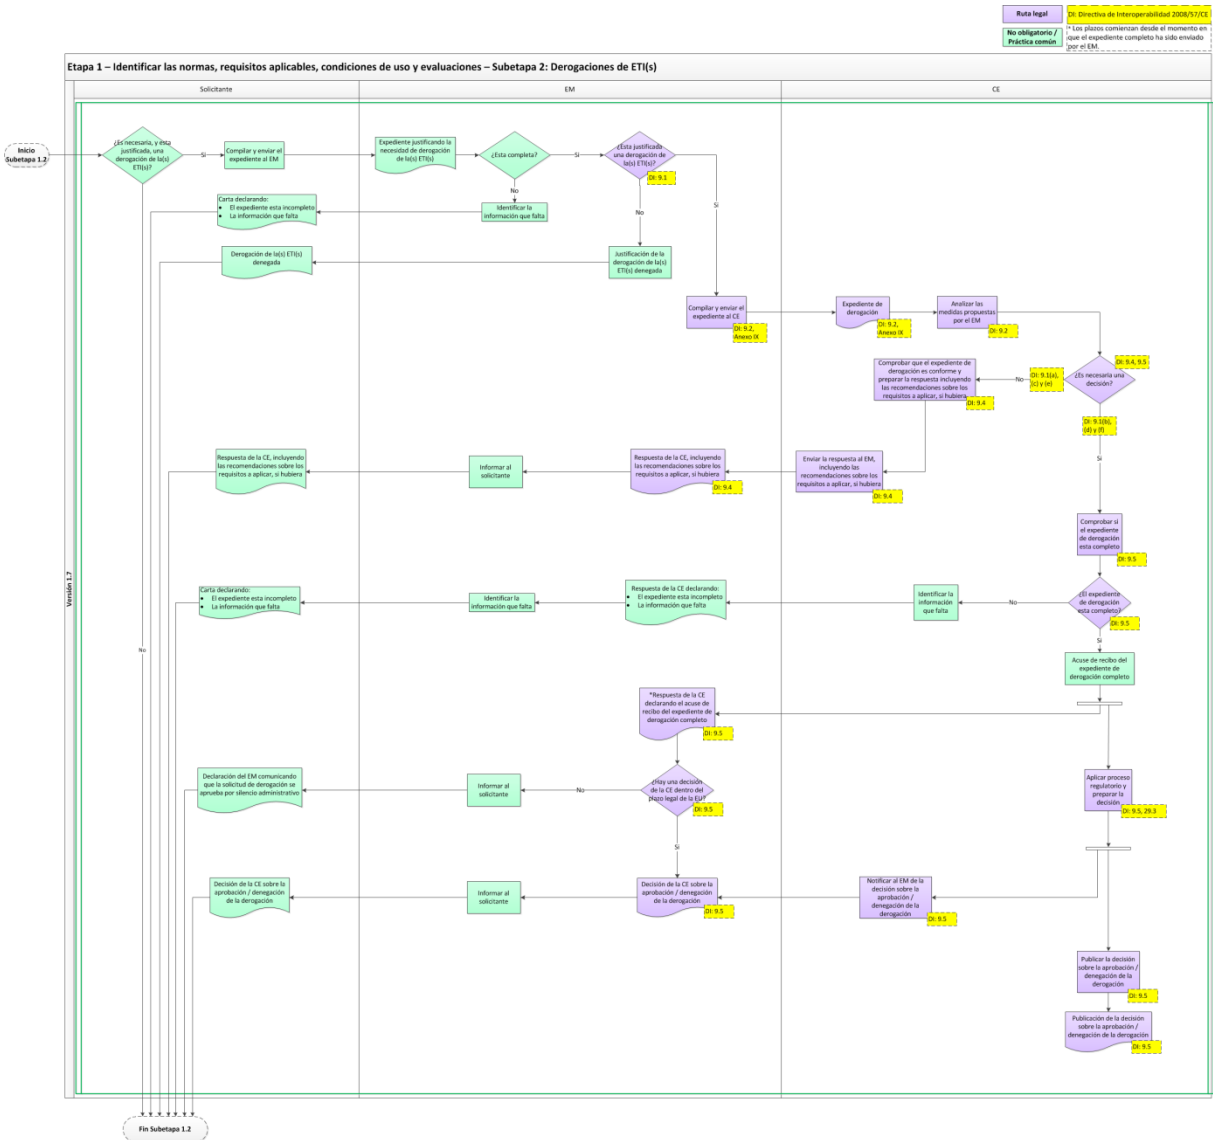 Ruta legal
DI: Directiva de Interoperabilidad 2008/57/CE
No obligatorio /
Práctica común
* Los plazos comienzan desde el momento en
que el expediente completo ha sido enviado
por el EM.
Etapa 1 – Identificar las normas, requisitos aplicables, condiciones de uso y evaluaciones – Subetapa 2: Derogaciones de ETI(s)
Solicitante
EM
CE
Versión 1.7
Inicio
Subetapa 1.2
¿Es necesaria, y esta
justificada, una
derogación de la(s)
ETI(s)?
Si
Compilar y enviar el
expediente al EM
Expediente justificando la
necesidad de derogación
de la(s) ETI(s)
¿Esta completa?
Si
¿Esta justificada
una derogación de
la(s) ETI(s)?
DI: 9.1
No
No
Si
Carta declarando:
• El expediente esta incompleto
• La información que falta
Identificar la
información que falta
Derogación de la(s) ETI(s)
denegada
Justificación de la
derogación de la(s)
ETI(s) denegada
Compilar y enviar el
expediente al CE
DI: 9.2,
Anexo IX
Expediente de
derogación
DI: 9.2,
Anexo IX
Analizar las
medidas propuestas
por el EM
DI: 9.2
DI: 9.4, 9.5
¿Es necesaria una
decisión?
DI: 9.1(a),
(c) y (e)
No
Comprobar que el expediente de
derogación es conforme y
preparar la respuesta incluyendo
las recomendaciones sobre los
requisitos a aplicar, si hubiera
DI: 9.4
DI: 9.1(b),
(d) y (f)
Si
Respuesta de la CE, incluyendo
las recomendaciones sobre los
requisitos a aplicar, si hubiera
Informar al
solicitante
Respuesta de la CE, incluyendo
las recomendaciones sobre los
requisitos a aplicar, si hubiera
DI: 9.4
Enviar la respuesta al EM,
incluyendo las
recomendaciones sobre los
requisitos a aplicar, si hubiera
DI: 9.4
Comprobar si
el expediente
de derogación
esta completo
DI: 9.5
Carta declarando:
• El expediente esta incompleto
• La información que falta
Identificar la
información que falta
Respuesta de la CE declarando:
• El expediente esta incompleto
• La información que falta
Identificar la
información
que falta
No
¿El expediente
de derogación
esta completo?
DI: 9.5
Si
No
Acuse de recibo del
expediente de
derogación completo
*Respuesta de la CE
declarando el acuse de
recibo del expediente de
derogación completo
DI: 9.5
Declaración del EM comunicando
que la solicitud de derogación se
aprueba por silencio administrativo
Informar al
solicitante
No
¿Hay una decisión
de la CE dentro del
plazo legal de la EU?
DI: 9.5
Aplicar proceso
regulatorio y
preparar la
decisión
DI: 9.5, 29.3
Si
Decisión de la CE sobre la
aprobación / denegación
de la derogación
Informar al
solicitante
Decisión de la CE sobre la
aprobación / denegación
de la derogación
DI: 9.5
Notificar al EM de
la decisión sobre la
aprobación /
denegación de la
derogación
DI: 9.5
Publicar la decisión
sobre la aprobación /
denegación de la
derogación
DI: 9.5
Publicación de la decisión
sobre la aprobación /
denegación de la derogación
DI: 9.5
Fin Subetapa 1.2